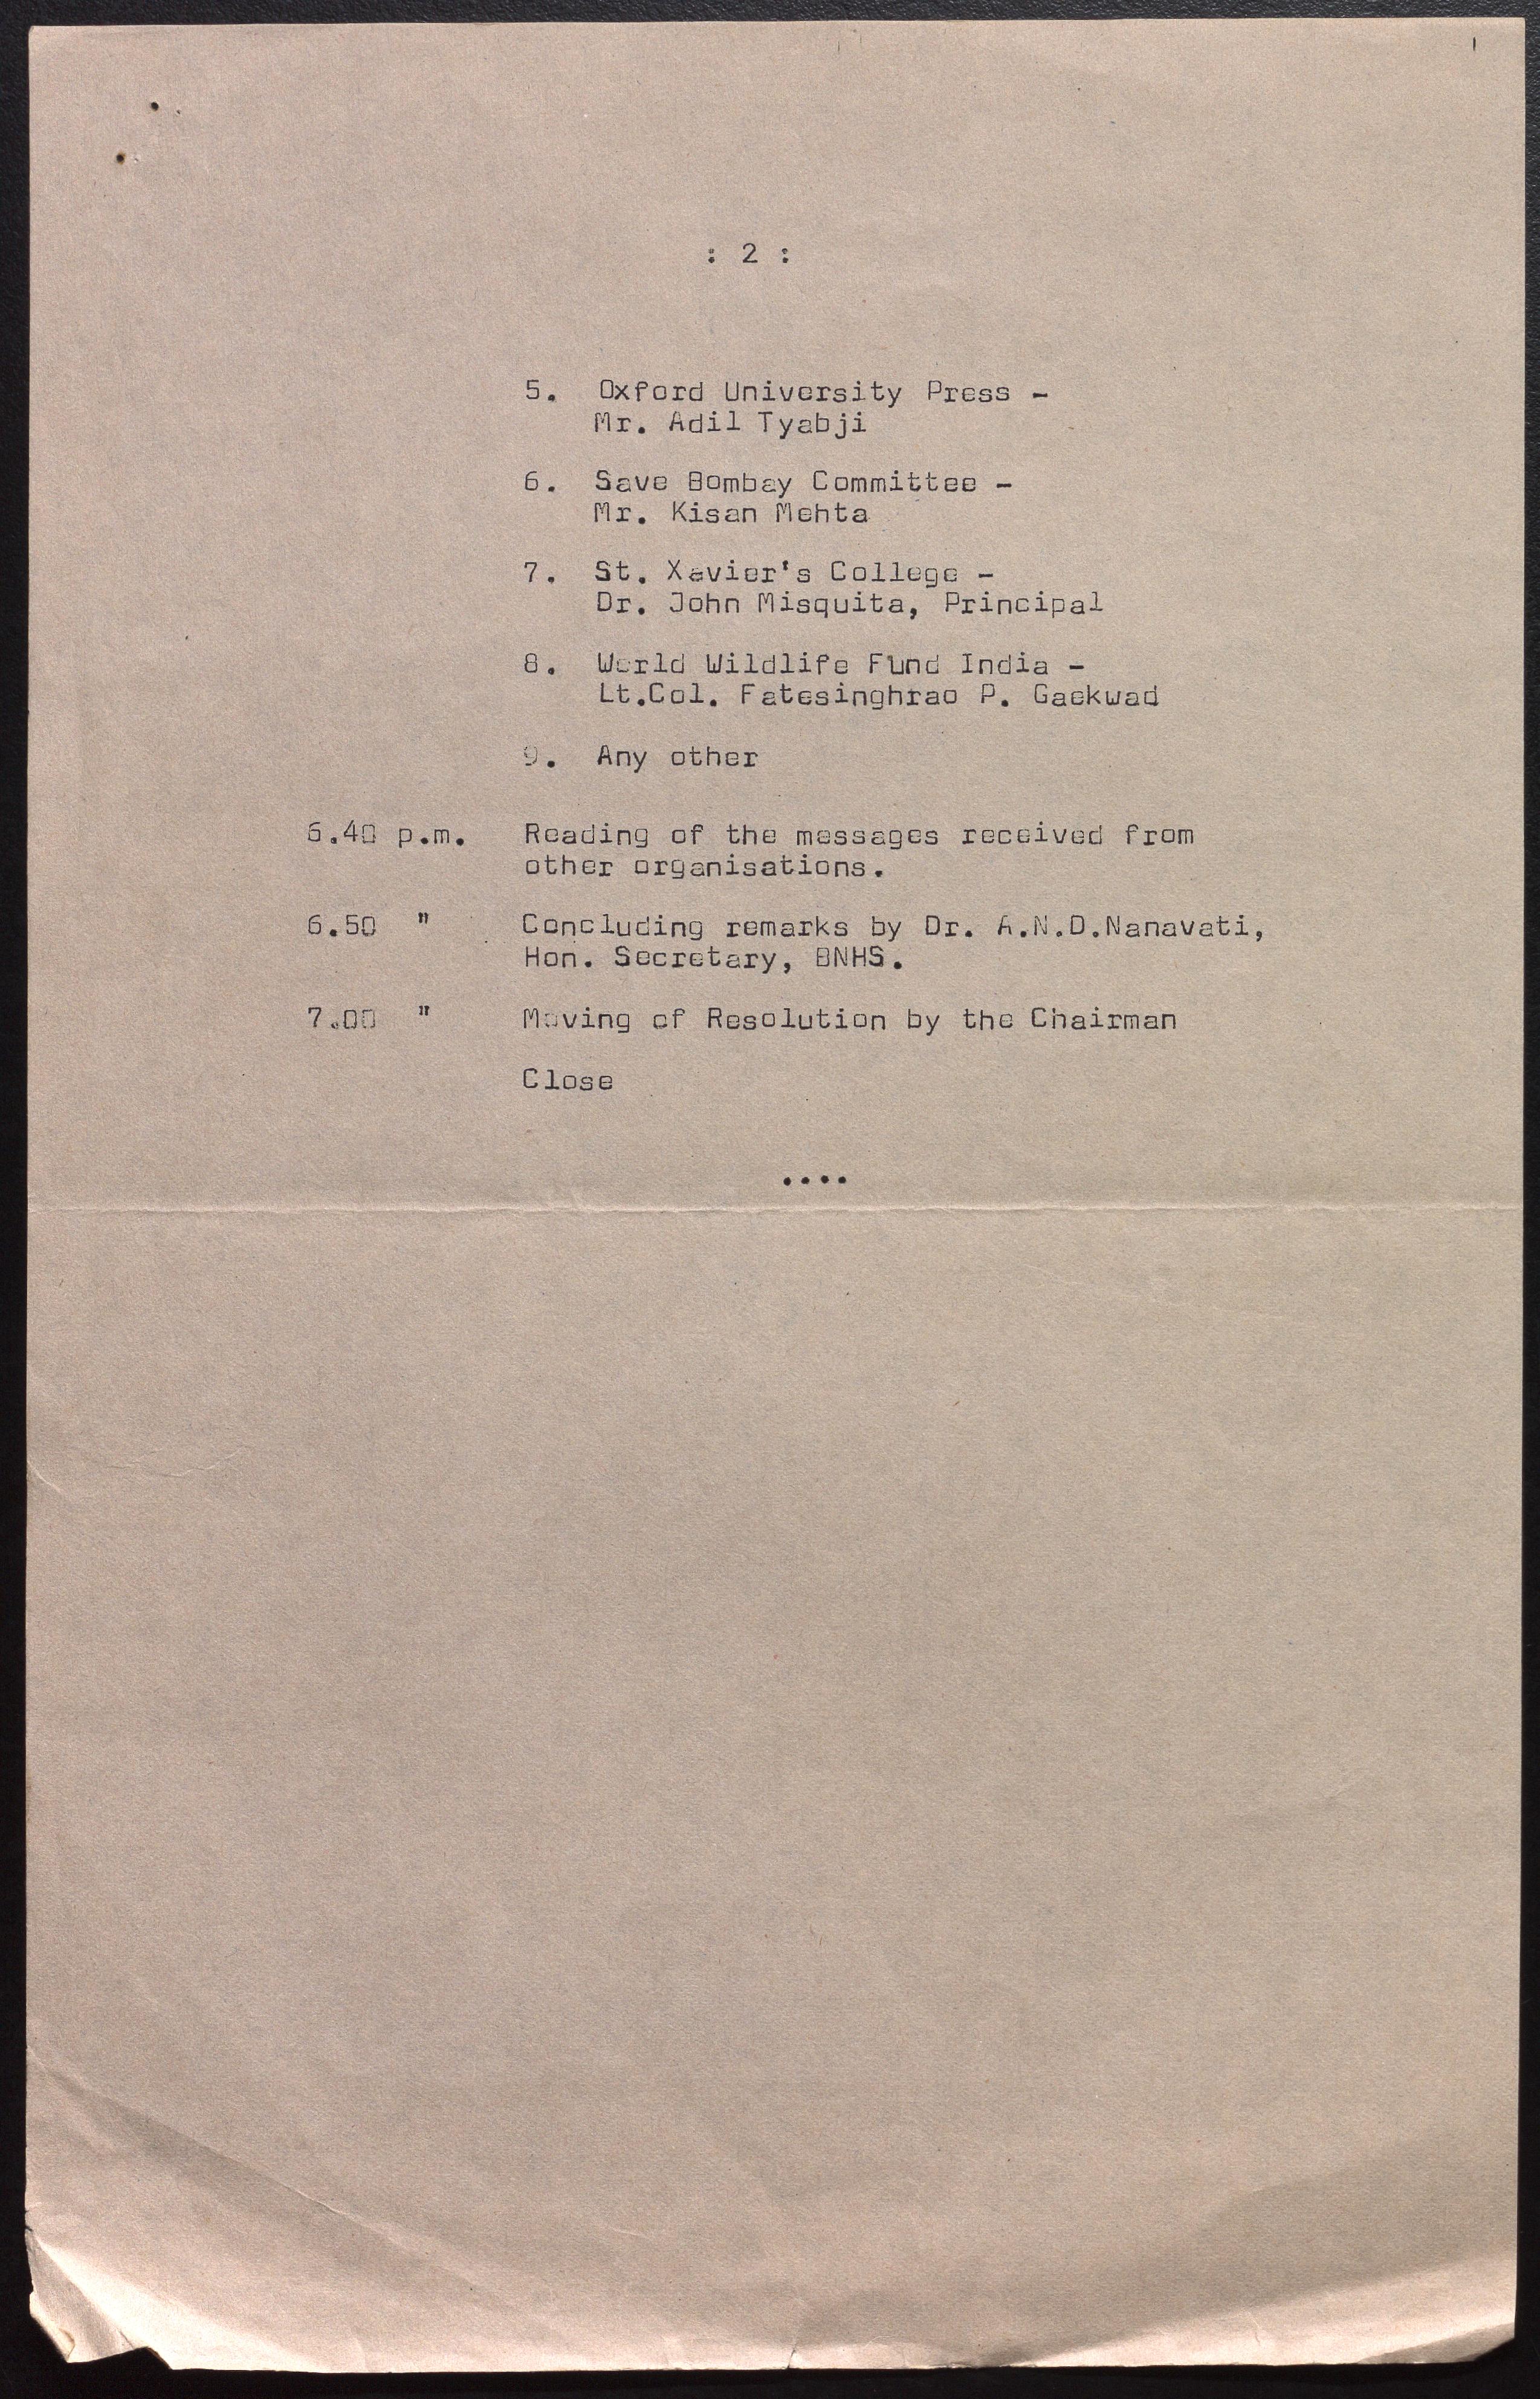 : 2 :
5. Oxford University Press -
Mr. Adil Tyabji
6. Save Bombay Committee -
Mr. Kisan Mehta
7. St. Xavier's College -
Dr. John Misquita, Principal
8. World Wildlife Fund India -
Lt.Col. Fatesinghrao P. Gaekwad
9. Any other
6.40 p.m. Reading of the messages received from
other organisations.
6.50 " Concluding remarks by Dr. A.N.D.Nanavati,
Hon. Secretary, BNHS.
7.00 " Moving of Resolution by the Chairman
Close
....